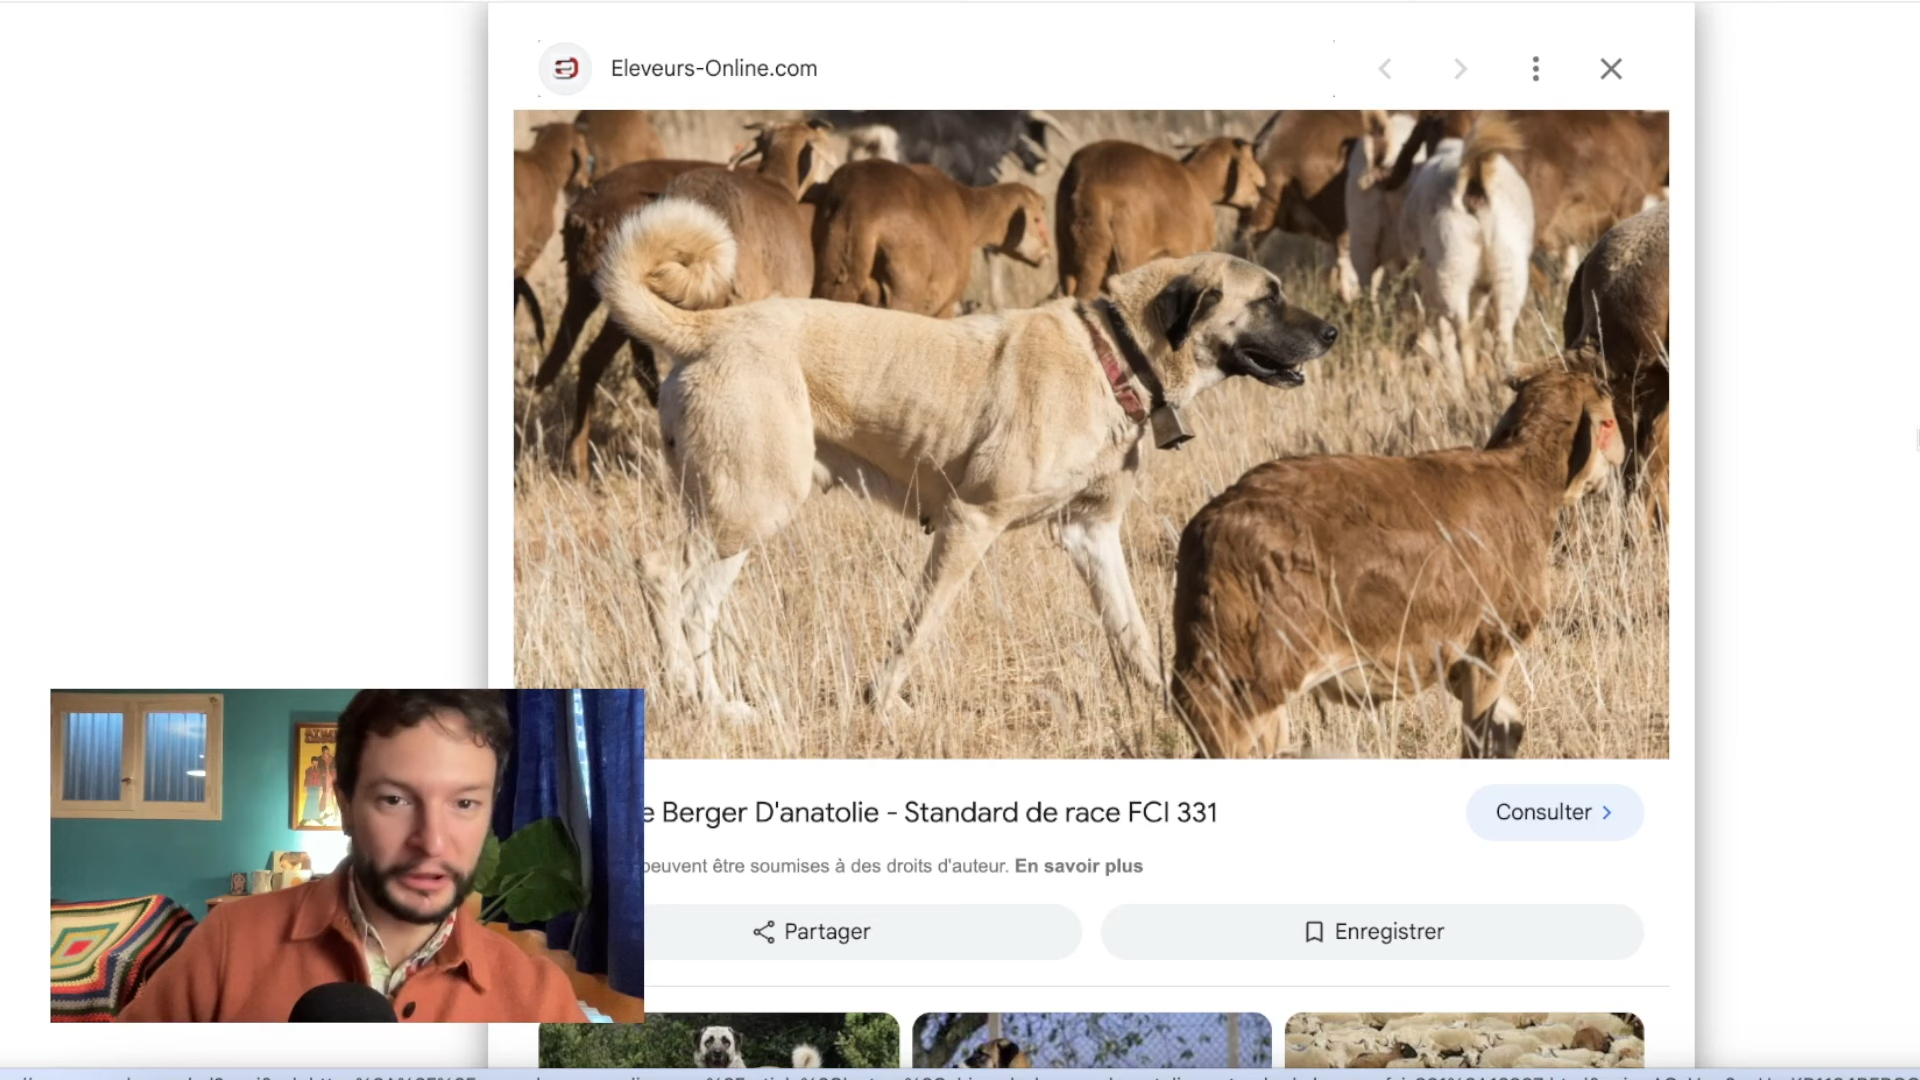 Eleveurs-Online.com
e Berger D'anatolie - Standard de race FCI 331
Consulter
peuvent être soumises à des droits d'auteur. En savoir plus
Partager
Enregistrer